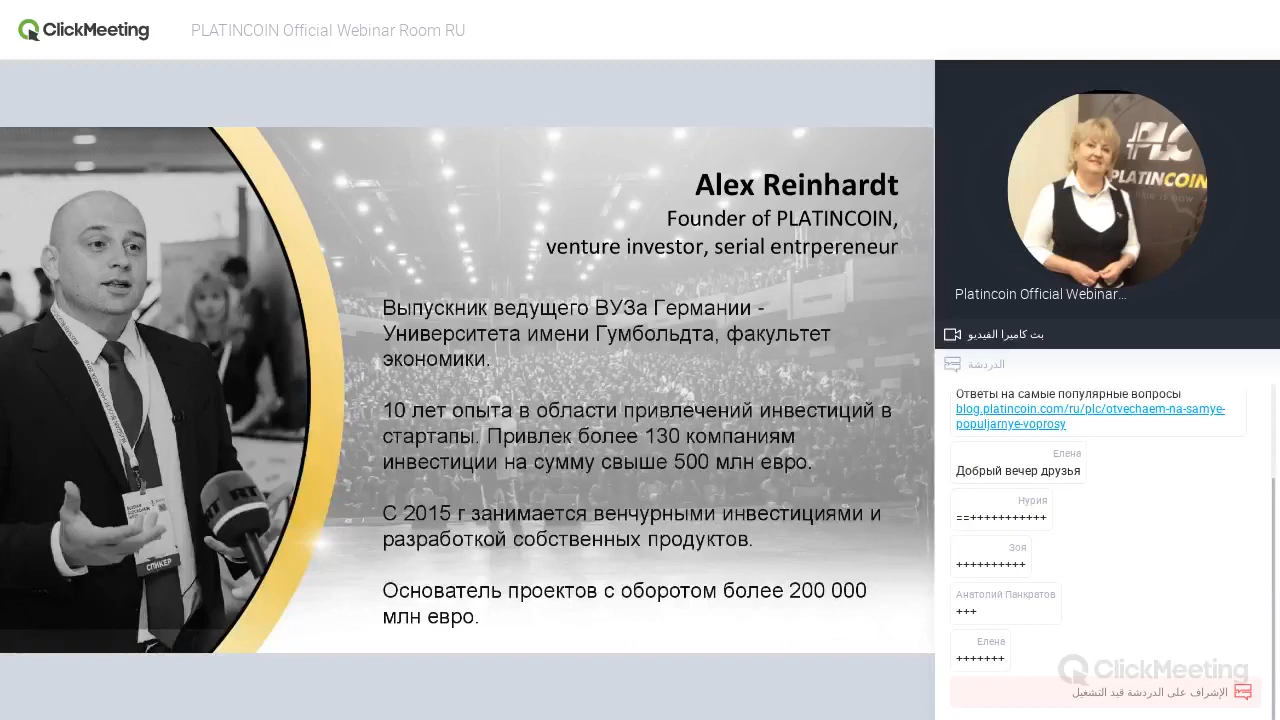 ClickMeeting
PLATINCOIN Official Webinar Room RU
Alex Reinhardt
Founder of PLATINCOIN,
venture investor, serial entrpereneur
Выпускник ведущего ВУЗа Германии -
Университета имени Гумбольдта, факультет
экономики.
10 лет опыта в области привлечений инвестиций в
стартапы. Привлек более 130 компаниям
инвестиции на сумму свыше 500 млн евро.
С 2015 г занимается венчурными инвестициями и
разработкой собственных продуктов.
Основатель проектов с оборотом более 200 000
млн евро.
RT
СПИКЕР
PLC
PLATINCOIN
Platincoin Official Webinar...
بث كاميرا الفيديو
الدردشة
Ответы на самые популярные вопросы
blog.platincoin.com/ru/plc/otvechaem-na-samye-
populjarnye-voprosy
Елена
Добрый вечер друзья
Нурия
==+++++++++++
Зоя
++++++++++
Анатолий Панкратов
+++
Елена
+++++++
ClickMeeting
الإشراف على الدردشة قيد التشغيل